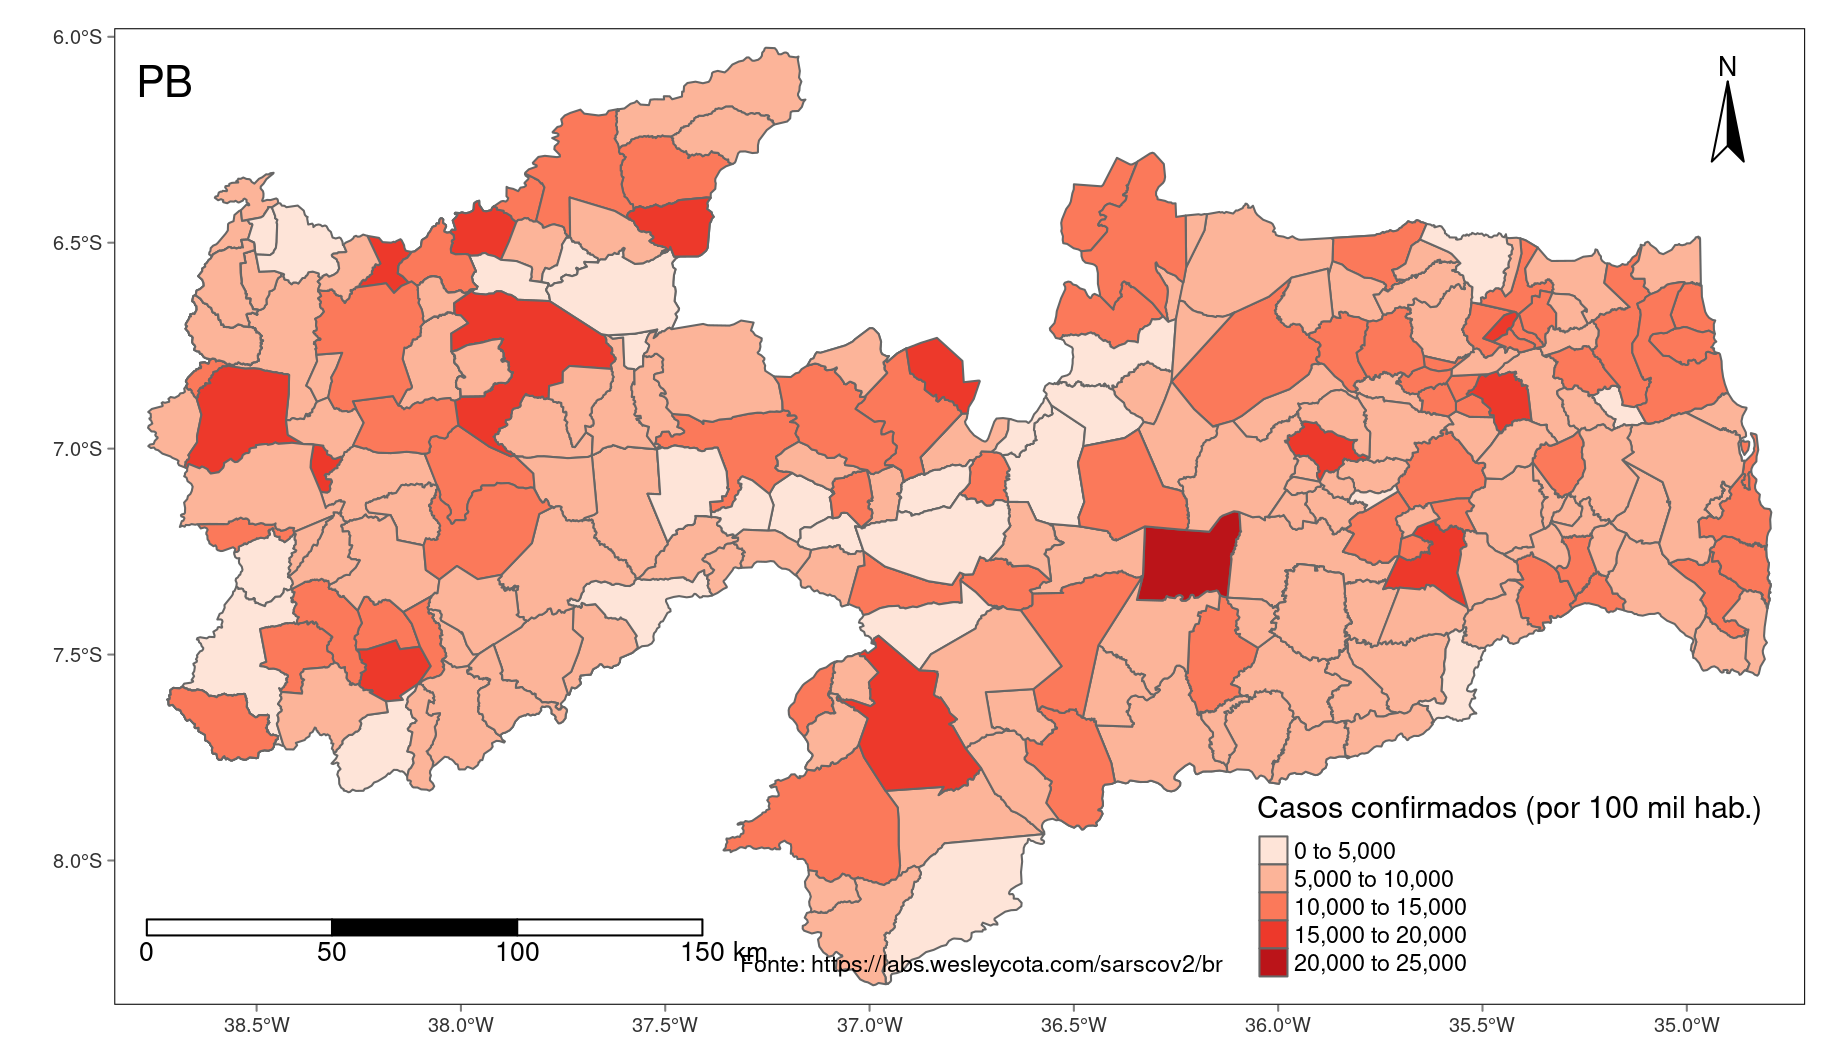 6.0°S
PB
N
6.5°S
7.0°S
7.5°S
8.0°S
Casos confirmados (por 100 mil hab.)
0 to 5,000
5,000 to 10,000
10,000 to 15,000
15,000 to 20,000
20,000 to 25,000
0 50 100 150 km
Fonte: https://labs.wesleycota.com/sarscov2/br
38.5°W 38.0°W 37.5°W 37.0°W 36.5°W 36.0°W 35.5°W 35.0°W